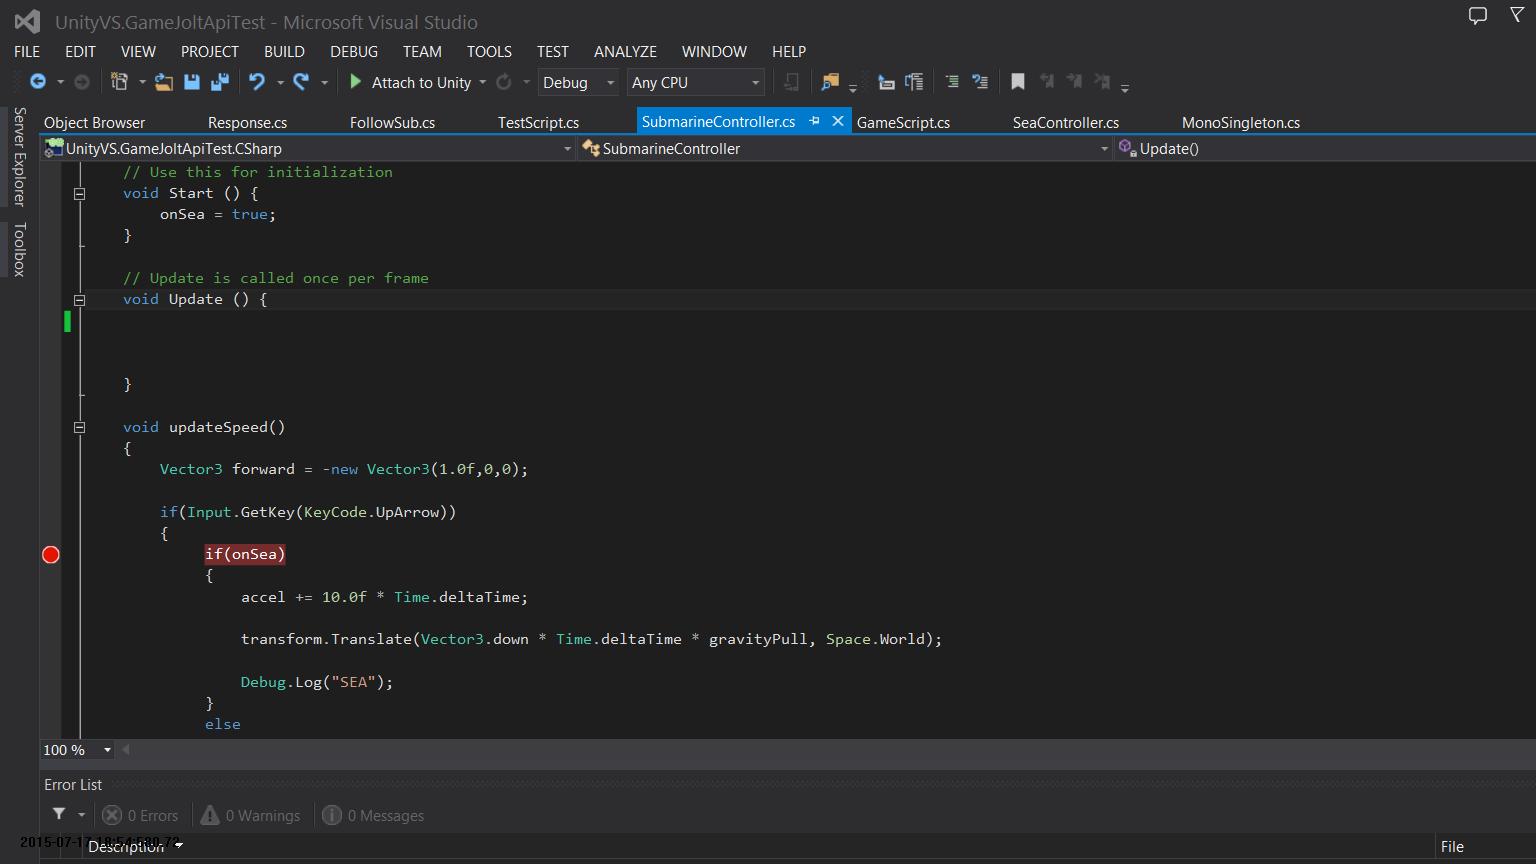 UnityVS.GameJoltApiTest - Microsoft Visual Studio
FILE EDIT VIEW PROJECT BUILD DEBUG TEAM TOOLS TEST ANALYZE WINDOW HELP
Attach to Unity Debug Any CPU
Server Explorer
Toolbox
Object Browser Response.cs FollowSub.cs TestScript.cs SubmarineController.cs GameScript.cs SeaController.cs MonoSingleton.cs
UnityVS.GameJoltApiTest.CSharp SubmarineController Update()
// Use this for initialization
void Start () {
onSea = true;
}
// Update is called once per frame
void Update () {
}
void updateSpeed()
{
Vector3 forward = -new Vector3(1.0f,0,0);
if(Input.GetKey(KeyCode.UpArrow))
{
if(onSea)
{
accel += 10.0f * Time.deltaTime;
transform.Translate(Vector3.down * Time.deltaTime * gravityPull, Space.World);
Debug.Log("SEA");
}
else
100 %
Error List
0 Errors 0 Warnings 0 Messages
Description File